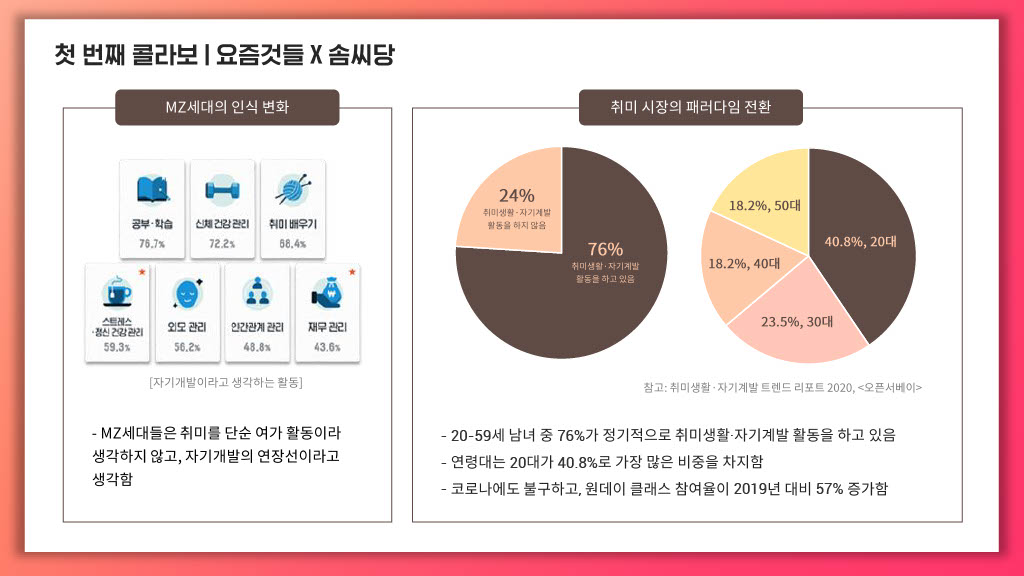 첫 번째 콜라보 | 요즘것들 X 솜씨당
MZ세대의 인식 변화
공부·학습
76.7%
신체 건강 관리
72.2%
취미 배우기
68.4%
스트레스
·정신 건강 관리
59.3%
외모 관리
56.2%
인간관계 관리
48.8%
재무 관리
43.6%
[자기개발이라고 생각하는 활동]
- MZ세대들은 취미를 단순 여가 활동이라
생각하지 않고, 자기개발의 연장선이라고
생각함
취미 시장의 패러다임 전환
24%
취미생활·자기계발
활동을 하지 않음
76%
취미생활·자기계발
활동을 하고 있음
18.2%, 50대
40.8%, 20대
18.2%, 40대
23.5%, 30대
참고: 취미생활·자기계발 트렌드 리포트 2020, <오픈서베이>
- 20-59세 남녀 중 76%가 정기적으로 취미생활·자기계발 활동을 하고 있음
- 연령대는 20대가 40.8%로 가장 많은 비중을 차지함
- 코로나에도 불구하고, 원데이 클래스 참여율이 2019년 대비 57% 증가함